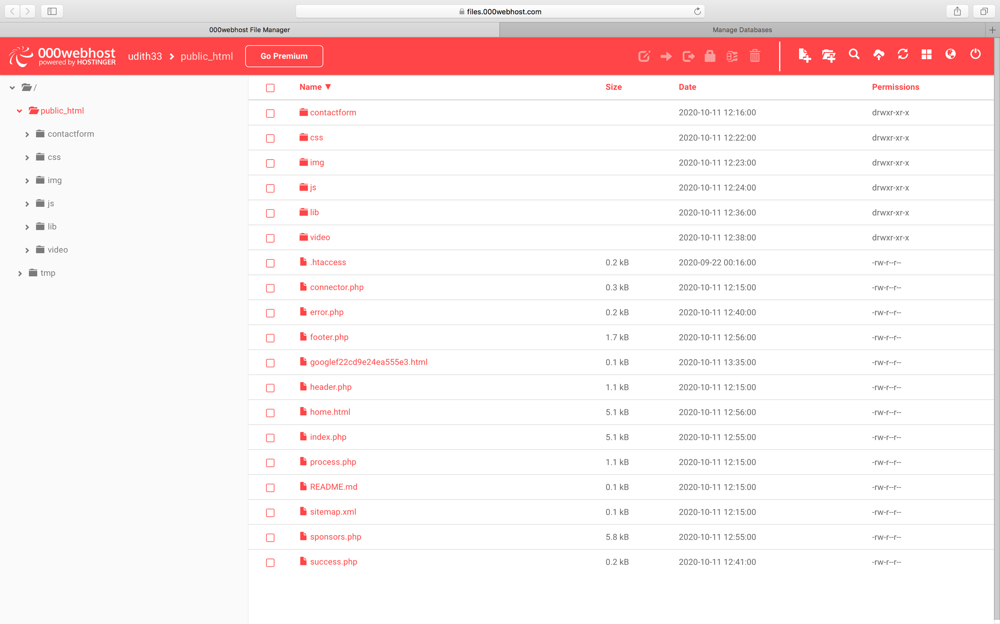 files.000webhost.com
000webhost File Manager
Manage Databases
000webhost
powered by HOSTINGER
udith33
public_html
Go Premium
/
public_html
contactform
css
img
js
lib
video
tmp
Name ▼ Size Date Permissions
contactform 2020-10-11 12:16:00 drwxr-xr-x
css 2020-10-11 12:22:00 drwxr-xr-x
img 2020-10-11 12:23:00 drwxr-xr-x
js 2020-10-11 12:24:00 drwxr-xr-x
lib 2020-10-11 12:36:00 drwxr-xr-x
video 2020-10-11 12:38:00 drwxr-xr-x
.htaccess 0.2 kB 2020-09-22 00:16:00 -rw-r--r--
connector.php 0.3 kB 2020-10-11 12:15:00 -rw-r--r--
error.php 0.2 kB 2020-10-11 12:40:00 -rw-r--r--
footer.php 1.7 kB 2020-10-11 12:56:00 -rw-r--r--
googlef22cd9e24ea555e3.html 0.1 kB 2020-10-11 13:35:00 -rw-r--r--
header.php 1.1 kB 2020-10-11 12:15:00 -rw-r--r--
home.html 5.1 kB 2020-10-11 12:56:00 -rw-r--r--
index.php 5.1 kB 2020-10-11 12:55:00 -rw-r--r--
process.php 1.1 kB 2020-10-11 12:15:00 -rw-r--r--
README.md 0.1 kB 2020-10-11 12:15:00 -rw-r--r--
sitemap.xml 0.1 kB 2020-10-11 12:15:00 -rw-r--r--
sponsors.php 5.8 kB 2020-10-11 12:55:00 -rw-r--r--
success.php 0.2 kB 2020-10-11 12:41:00 -rw-r--r--